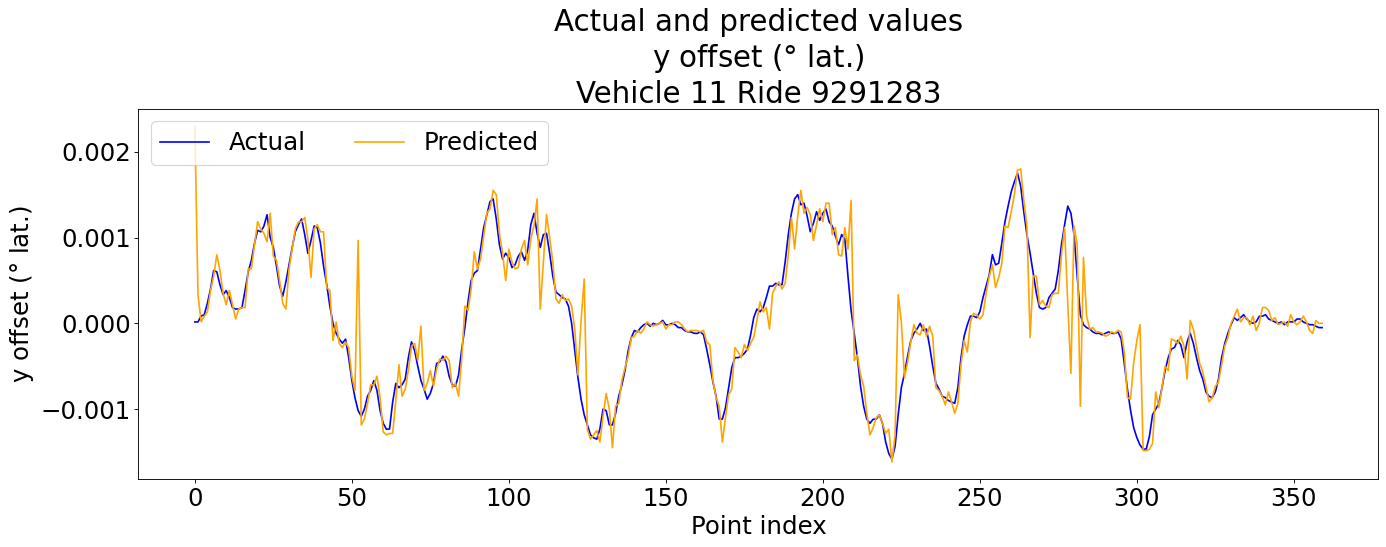 Actual and predicted values
y offset (° lat.)
Vehicle 11 Ride 9291283
Actual
Predicted
y offset (° lat.)
0.002
0.001
0.000
−0.001
0
50
100
150
200
250
300
350
Point index